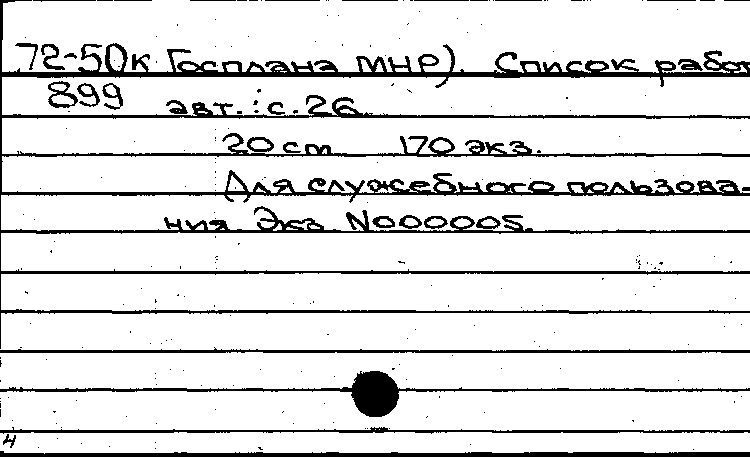 72-50к Госплана МНР). Список работ
899 авт.: с. 26
20 cm 170 экз.
Для служебного пользова-
ния. Экз. N000005.
4